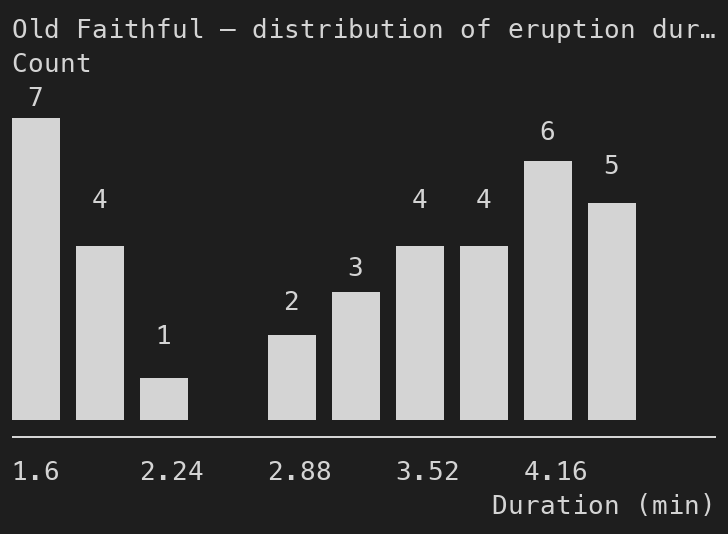 Old Faithful — distribution of eruption dur…
Count
7
6
5
4 4 4
3
2
1
1.6 2.24 2.88 3.52 4.16
Duration (min)